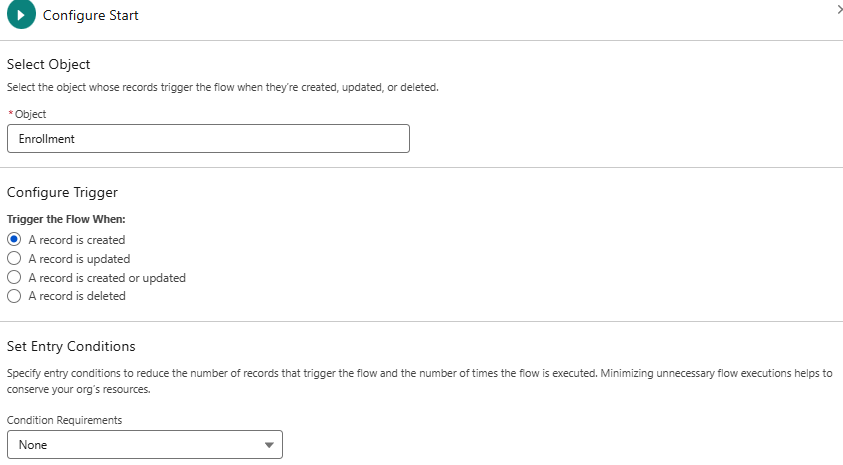 Configure Start
Select Object
Select the object whose records trigger the flow when they're created, updated, or deleted.
*Object
Enrollment
Configure Trigger
Trigger the Flow When:
A record is created
A record is updated
A record is created or updated
A record is deleted
Set Entry Conditions
Specify entry conditions to reduce the number of records that trigger the flow and the number of times the flow is executed. Minimizing unnecessary flow executions helps to
conserve your org's resources.
Condition Requirements
None